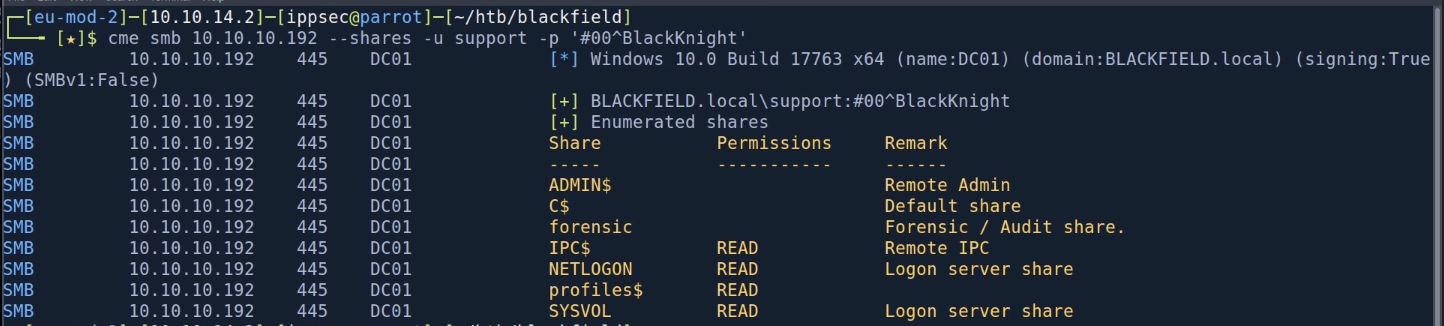 [eu-mod-2]─[10.10.14.2]─[ippsec@parrot]─[~/htb/blackfield]
[★]$ cme smb 10.10.10.192 --shares -u support -p '#00^BlackKnight'
SMB 10.10.10.192 445 DC01 [*] Windows 10.0 Build 17763 x64 (name:DC01) (domain:BLACKFIELD.local) (signing:True
) (SMBv1:False)
SMB 10.10.10.192 445 DC01 [+] BLACKFIELD.local\support:#00^BlackKnight
SMB 10.10.10.192 445 DC01 [+] Enumerated shares
SMB 10.10.10.192 445 DC01 Share Permissions Remark
SMB 10.10.10.192 445 DC01 ----- ----------- ------
SMB 10.10.10.192 445 DC01 ADMIN$ Remote Admin
SMB 10.10.10.192 445 DC01 C$ Default share
SMB 10.10.10.192 445 DC01 forensic Forensic / Audit share.
SMB 10.10.10.192 445 DC01 IPC$ READ Remote IPC
SMB 10.10.10.192 445 DC01 NETLOGON READ Logon server share
SMB 10.10.10.192 445 DC01 profiles$ READ
SMB 10.10.10.192 445 DC01 SYSVOL READ Logon server share